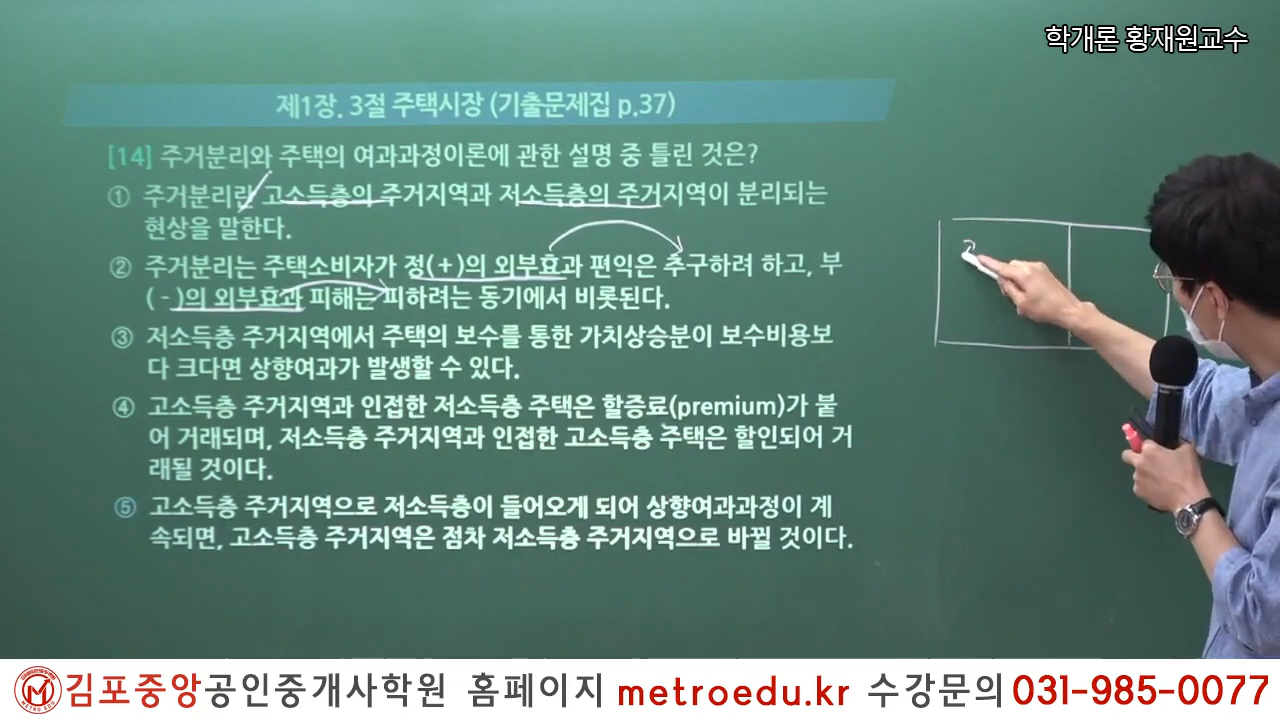 학개론 황재원교수
제1장. 3절 주택시장 (기출문제집 p.37)
[14] 주거분리와 주택의 여과과정이론에 관한 설명 중 틀린 것은?
① 주거분리란 고소득층의 주거지역과 저소득층의 주거지역이 분리되는
현상을 말한다.
② 주거분리는 주택소비자가 정(+)의 외부효과 편익은 추구하려 하고, 부
(-)의 외부효과 피해는 피하려는 동기에서 비롯된다.
③ 저소득층 주거지역에서 주택의 보수를 통한 가치상승분이 보수비용보
다 크다면 상향여과가 발생할 수 있다.
④ 고소득층 주거지역과 인접한 저소득층 주택은 할증료(premium)가 붙
어 거래되며, 저소득층 주거지역과 인접한 고소득층 주택은 할인되어 거
래될 것이다.
⑤ 고소득층 주거지역으로 저소득층이 들어오게 되어 상향여과과정이 계
속되면, 고소득층 주거지역은 점차 저소득층 주거지역으로 바뀔 것이다.
김포중앙공인중개사학원 홈페이지 metroedu.kr 수강문의 031-985-0077